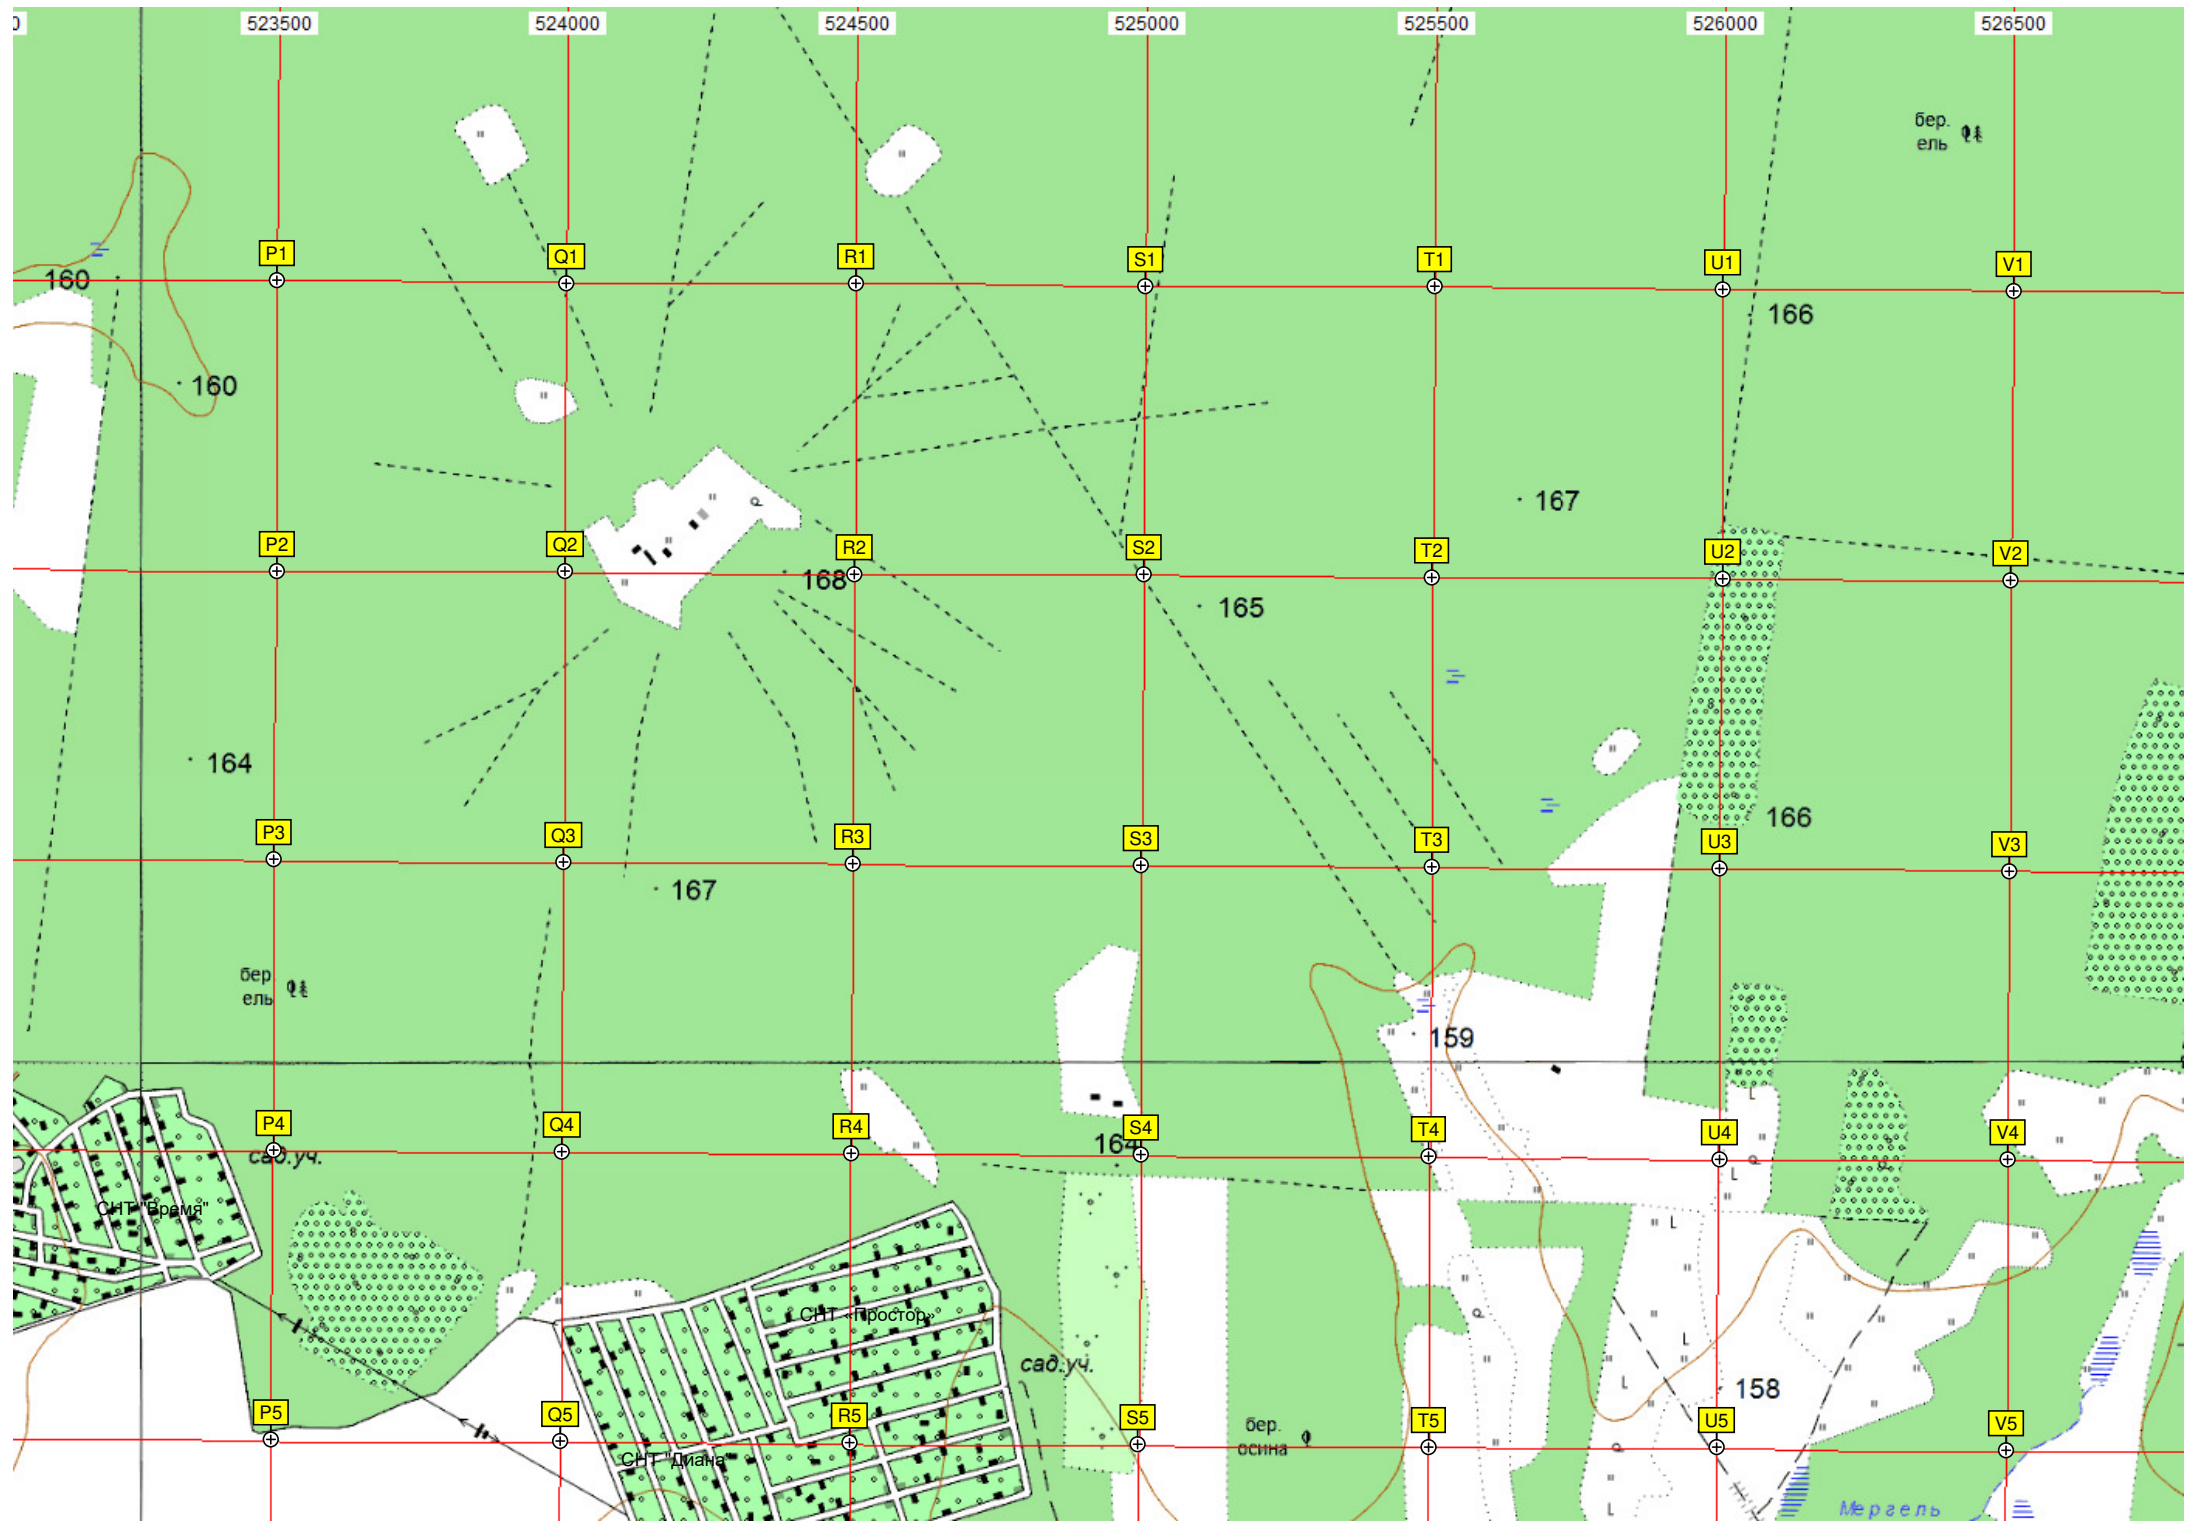 0 523500 524000 524500 525000 525500 526000 526500
бер.
ель
P1 Q1 R1 S1 T1 U1 V1
160
166
160
167
P2 Q2 R2 S2 T2 U2 V2
168
165
164
166
P3 Q3 R3 S3 T3 U3 V3
167
бер.
ель
159
P4 Q4 R4 S4 T4 U4 V4
164
сад.уч.
СНТ "Время"
СНТ «Простор»
сад.уч.
158
P5 Q5 R5 S5 T5 U5 V5
бер.
осина
СНТ "Диана"
Мергель